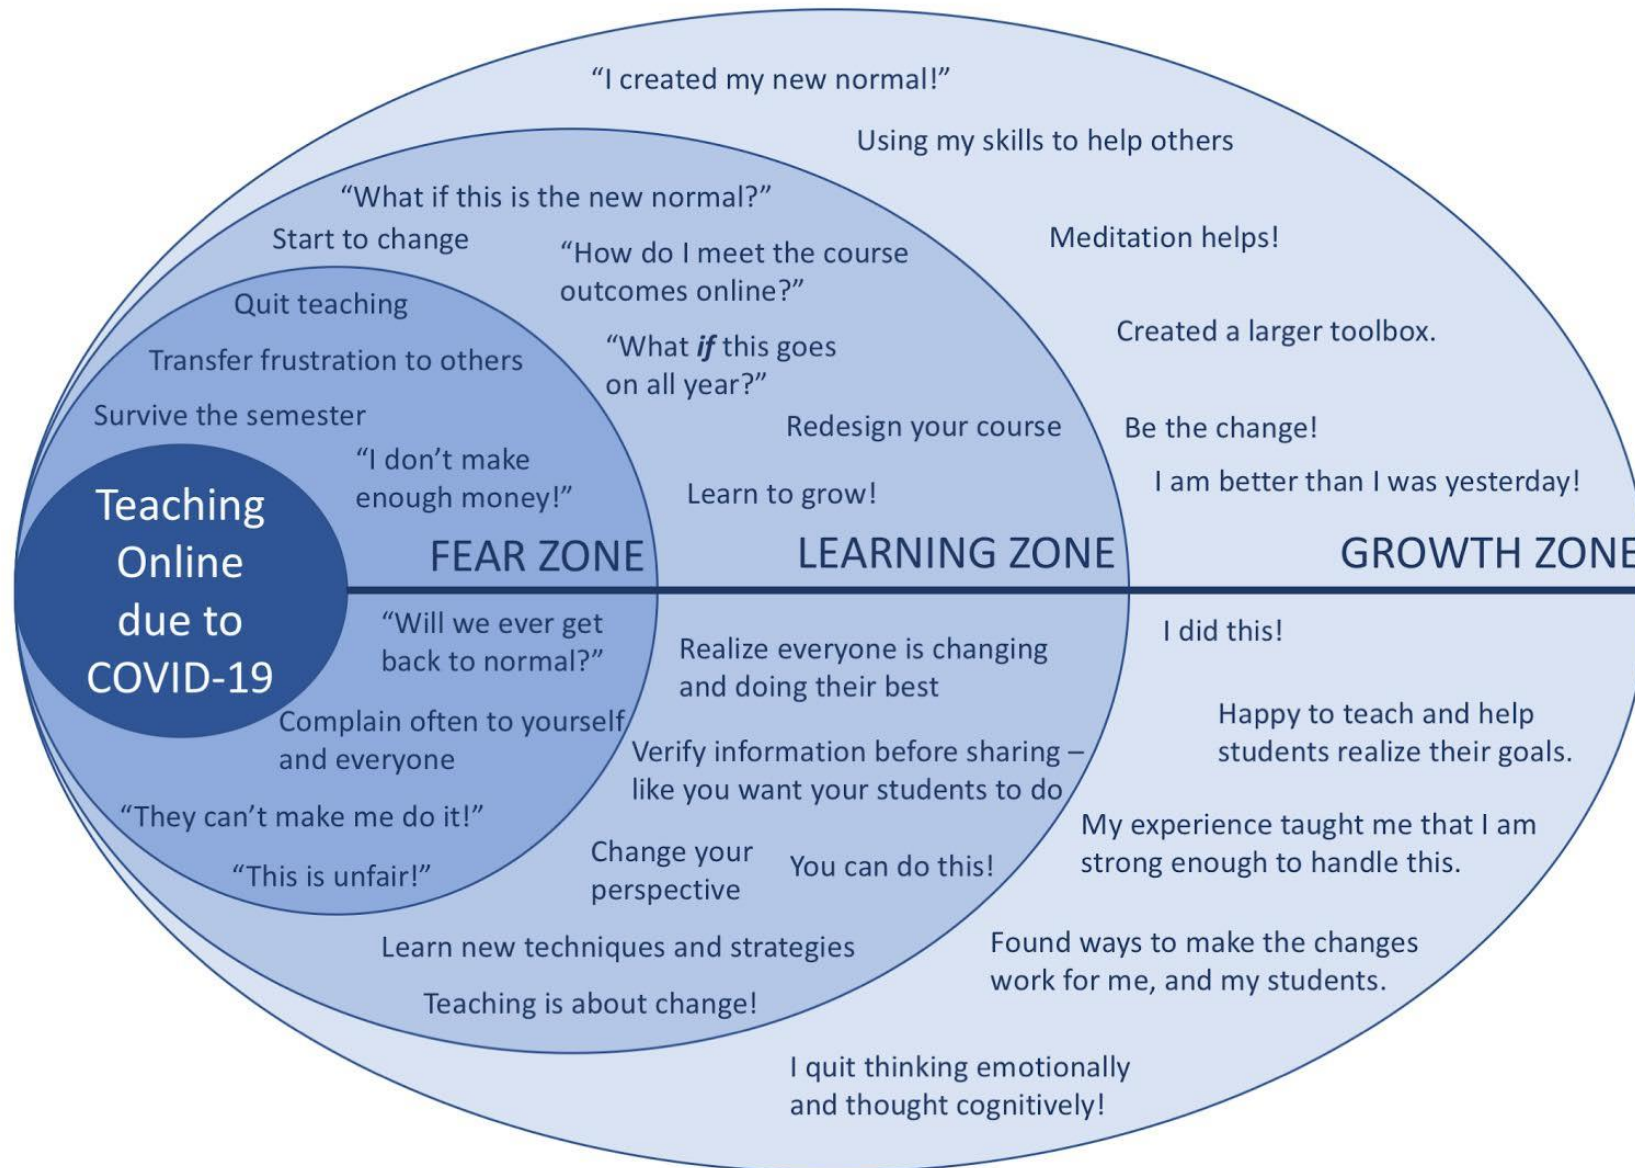 “I created my new normal!”
Using my skills to help others
“What if this is the new normal?”
Start to change
“How do I meet the course
outcomes online?”
Meditation helps!
Quit teaching
“What if this goes
on all year?”
Created a larger toolbox.
Transfer frustration to others
Survive the semester
Redesign your course
Be the change!
“I don’t make
enough money!”
Learn to grow!
I am better than I was yesterday!
Teaching
Online
due to
COVID-19
FEAR ZONE
LEARNING ZONE
GROWTH ZONE
“Will we ever get
back to normal?”
Realize everyone is changing
and doing their best
I did this!
Complain often to yourself
and everyone
Verify information before sharing –
like you want your students to do
Happy to teach and help
students realize their goals.
“They can’t make me do it!”
“This is unfair!”
Change your
perspective
You can do this!
My experience taught me that I am
strong enough to handle this.
Learn new techniques and strategies
Teaching is about change!
Found ways to make the changes
work for me, and my students.
I quit thinking emotionally
and thought cognitively!